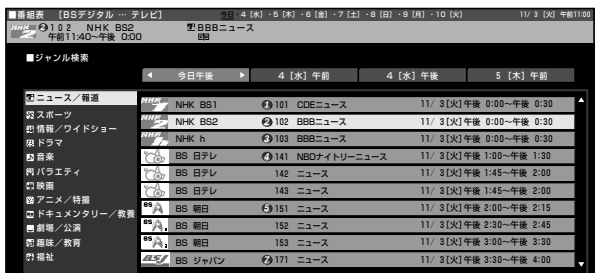 ■番組表 [BSデジタル … テレビ] 今日・4 [水]・5 [木]・6 [金]・7 [土]・8 [日]・9 [月]・10 [火] 11/ 3 [火] 午前11:00
NHK 2 ❷102 NHK BS2 BBBニュース
午前11:40～午後 0:00
■ジャンル検索
◀ 今日午後 ▶ 4 [水] 午前 4 [水] 午後 5 [木] 午前
ニュース／報道
スポーツ
情報／ワイドショー
ドラマ
音楽
バラエティ
映画
アニメ／特撮
ドキュメンタリー／教養
劇場／公演
趣味／教育
福祉
NHK BS1 ❶101 CDEニュース 11/ 3[火]午後 0:00～午後 0:30
NHK BS2 ❷102 BBBニュース 11/ 3[火]午後 0:00～午後 0:30
NHK h ❸103 BBBニュース 11/ 3[火]午後 0:00～午後 0:30
BS 日テレ ❹141 NBDナイトリーニュース 11/ 3[火]午後 1:00～午後 1:30
BS 日テレ 142 ニュース 11/ 3[火]午後 1:45～午後 2:00
BS 日テレ 143 ニュース 11/ 3[火]午後 1:45～午後 2:00
BS朝日 BS 朝日 ❺151 ニュース 11/ 3[火]午後 2:00～午後 2:15
BS 朝日 152 ニュース 11/ 3[火]午後 2:30～午後 2:45
BS 朝日 153 ニュース 11/ 3[火]午後 3:00～午後 3:30
BS ジャパン ❼171 ニュース 11/ 3[火]午後 3:30～午後 4:00